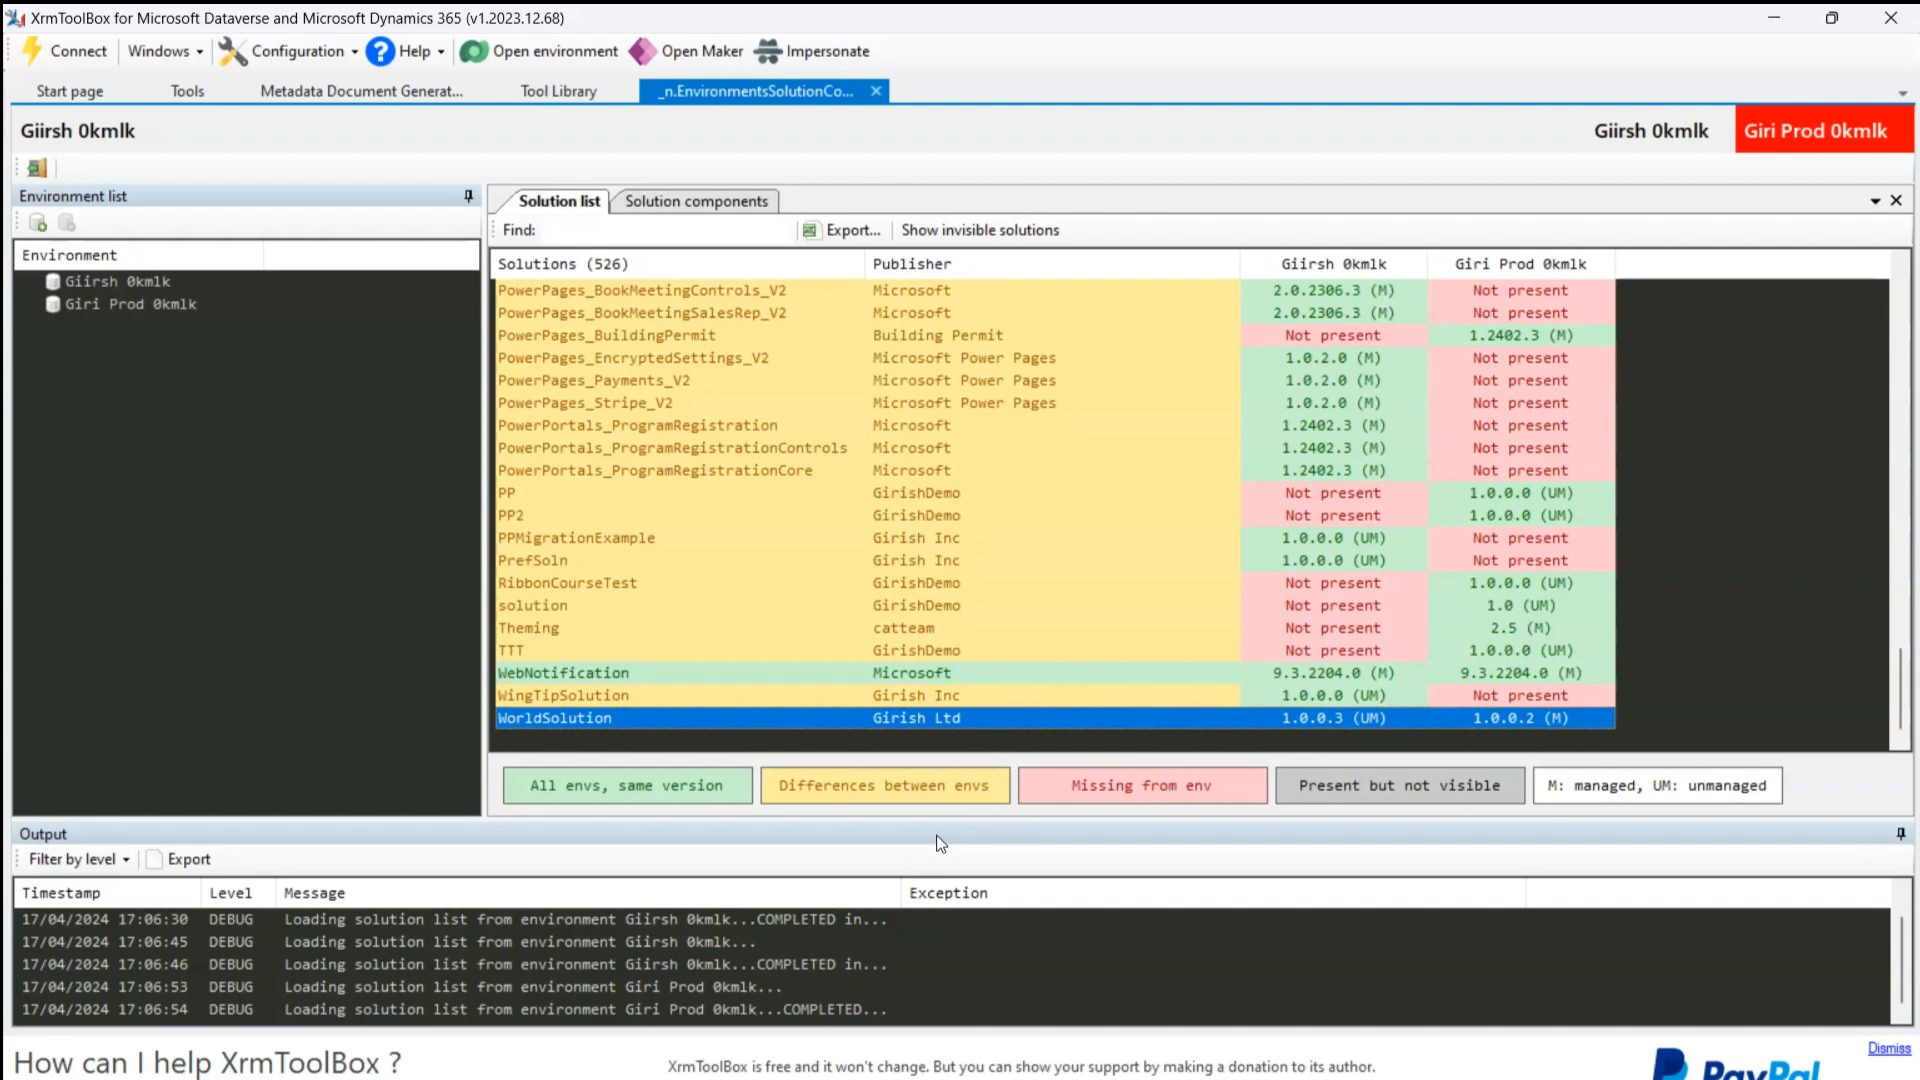 XrmToolBox for Microsoft Dataverse and Microsoft Dynamics 365 (v1.2023.12.68)
Connect Windows Configuration Help Open environment Open Maker Impersonate
Start page Tools Metadata Document Generat... Tool Library _n.EnvironmentsSolutionCo...
Giirsh 0kmlk Giirsh 0kmlk Giri Prod 0kmlk
Environment list
Environment
Giirsh 0kmlk
Giri Prod 0kmlk
Solution list Solution components
Find: Export... Show invisible solutions
Solutions (526) Publisher Giirsh 0kmlk Giri Prod 0kmlk
PowerPages_BookMeetingControls_V2 Microsoft 2.0.2306.3 (M) Not present
PowerPages_BookMeetingSalesRep_V2 Microsoft 2.0.2306.3 (M) Not present
PowerPages_BuildingPermit Building Permit Not present 1.2402.3 (M)
PowerPages_EncryptedSettings_V2 Microsoft Power Pages 1.0.2.0 (M) Not present
PowerPages_Payments_V2 Microsoft Power Pages 1.0.2.0 (M) Not present
PowerPages_Stripe_V2 Microsoft Power Pages 1.0.2.0 (M) Not present
PowerPortals_ProgramRegistration Microsoft 1.2402.3 (M) Not present
PowerPortals_ProgramRegistrationControls Microsoft 1.2402.3 (M) Not present
PowerPortals_ProgramRegistrationCore Microsoft 1.2402.3 (M) Not present
PP GirishDemo Not present 1.0.0.0 (UM)
PP2 GirishDemo Not present 1.0.0.0 (UM)
PPMigrationExample Girish Inc 1.0.0.0 (UM) Not present
PrefSoln Girish Inc 1.0.0.0 (UM) Not present
RibbonCourseTest GirishDemo Not present 1.0.0.0 (UM)
solution GirishDemo Not present 1.0 (UM)
Theming catteam Not present 2.5 (M)
TTT GirishDemo Not present 1.0.0.0 (UM)
WebNotification Microsoft 9.3.2204.0 (M) 9.3.2204.0 (M)
WingTipSolution Girish Inc 1.0.0.0 (UM) Not present
WorldSolution Girish Ltd 1.0.0.3 (UM) 1.0.0.2 (M)
All envs, same version Differences between envs Missing from env Present but not visible M: managed, UM: unmanaged
Output
Filter by level Export
Timestamp Level Message Exception
17/04/2024 17:06:30 DEBUG Loading solution list from environment Giirsh 0kmlk...COMPLETED in...
17/04/2024 17:06:45 DEBUG Loading solution list from environment Giirsh 0kmlk...
17/04/2024 17:06:46 DEBUG Loading solution list from environment Giirsh 0kmlk...COMPLETED in...
17/04/2024 17:06:53 DEBUG Loading solution list from environment Giri Prod 0kmlk...
17/04/2024 17:06:54 DEBUG Loading solution list from environment Giri Prod 0kmlk...COMPLETED...
How can I help XrmToolBox ? XrmToolBox is free and it won't change. But you can show your support by making a donation to its author. PayPal Dismiss